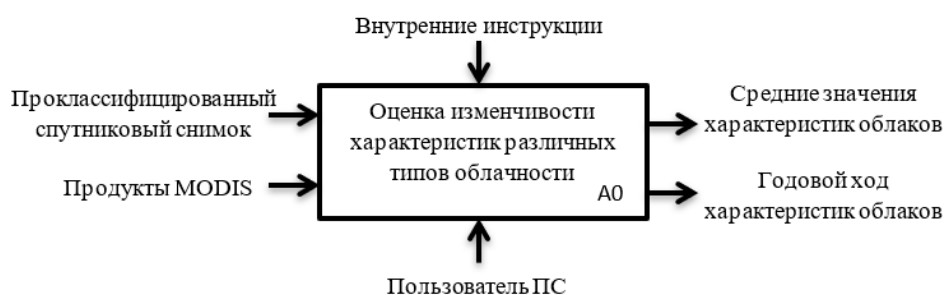 Внутренние инструкции
Проклассифицированный
спутниковый снимок
Продукты MODIS
Оценка изменчивости
характеристик различных
типов облачности
A0
Средние значения
характеристик облаков
Годовой ход
характеристик облаков
Пользователь ПС